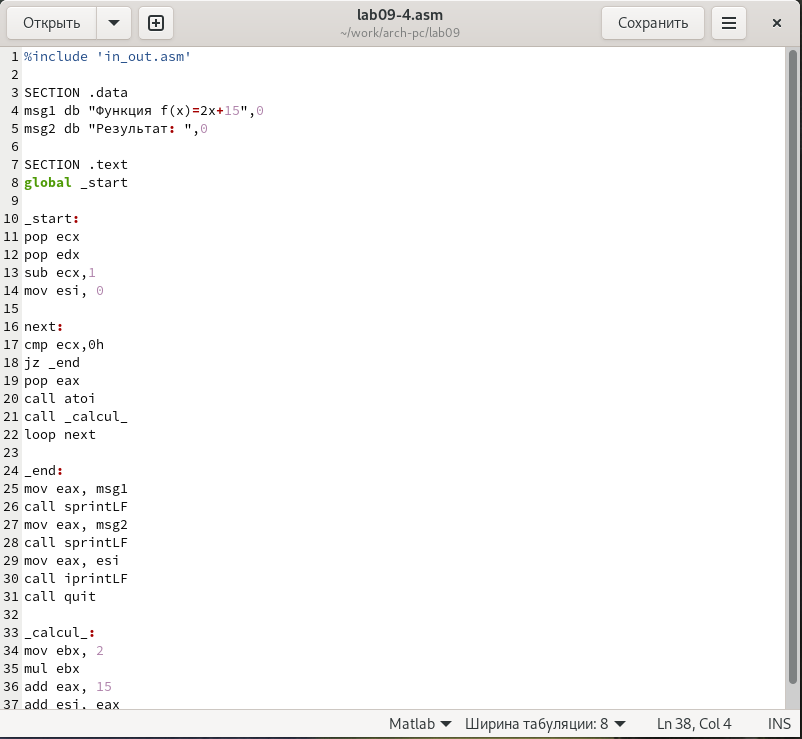 Открыть
lab09-4.asm
~/work/arch-pc/lab09
Сохранить
1 %include 'in_out.asm'
2
3 SECTION .data
4 msg1 db "Функция f(x)=2x+15",0
5 msg2 db "Результат: ",0
6
7 SECTION .text
8 global _start
9
10 _start:
11 pop ecx
12 pop edx
13 sub ecx,1
14 mov esi, 0
15
16 next:
17 cmp ecx,0h
18 jz _end
19 pop eax
20 call atoi
21 call _calcul_
22 loop next
23
24 _end:
25 mov eax, msg1
26 call sprintLF
27 mov eax, msg2
28 call sprintLF
29 mov eax, esi
30 call iprintLF
31 call quit
32
33 _calcul_:
34 mov ebx, 2
35 mul ebx
36 add eax, 15
37 add esi, eax
Matlab Ширина табуляции: 8 Ln 38, Col 4 INS